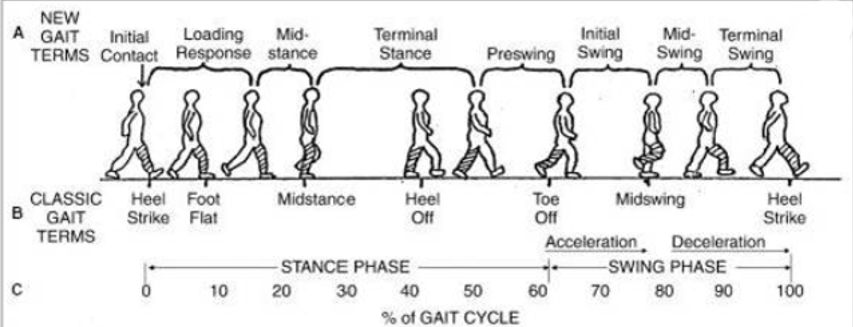 A NEW GAIT TERMS
Initial Contact
Loading Response
Mid-stance
Terminal Stance
Preswing
Initial Swing
Mid-Swing
Terminal Swing
B CLASSIC GAIT TERMS
Heel Strike
Foot Flat
Midstance
Heel Off
Toe Off
Midswing
Heel Strike
Acceleration Deceleration
STANCE PHASE SWING PHASE
C 0 10 20 30 40 50 60 70 80 90 100
% of GAIT CYCLE